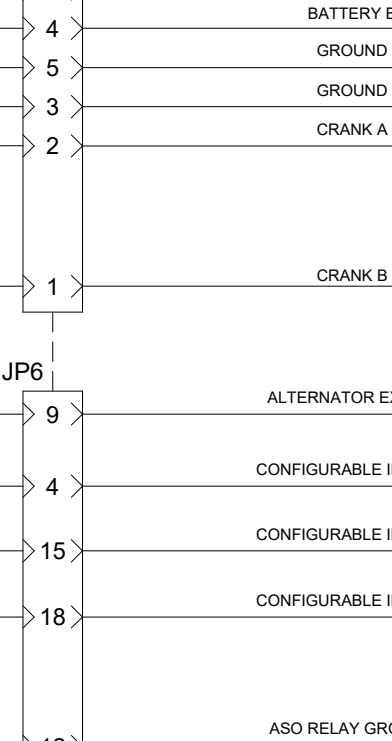 BATTERY
4
GROUND
5
GROUND
3
CRANK A
2
CRANK B
1
JP6
ALTERNATOR
9
CONFIGURABLE
4
CONFIGURABLE
15
CONFIGURABLE
18
ASO RELAY